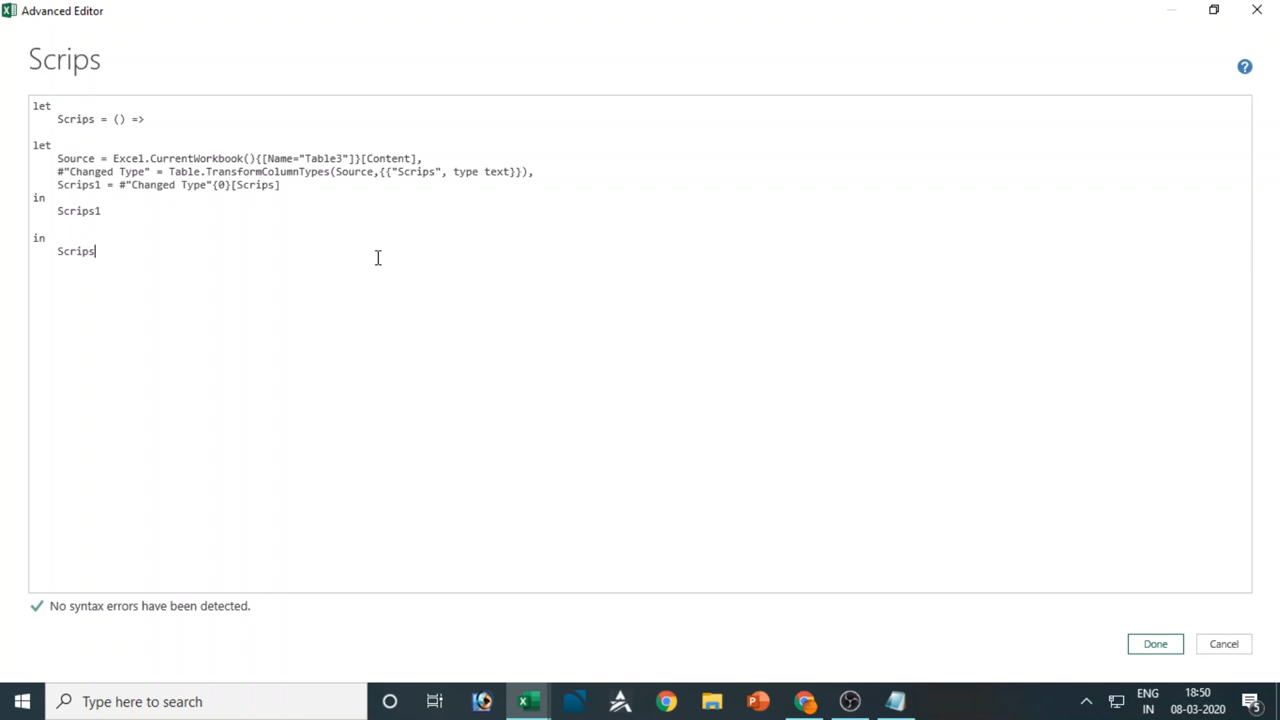 Advanced Editor
Scrips
?
let
Scrips = () =>
let
Source = Excel.CurrentWorkbook(){[Name="Table3"]}[Content],
#"Changed Type" = Table.TransformColumnTypes(Source,{{"Scrips", type text}}),
Scrips1 = #"Changed Type"{0}[Scrips]
in
Scrips1
in
Scrips
No syntax errors have been detected.
Done
Cancel
Type here to search
ENG
IN
18:50
08-03-2020
5